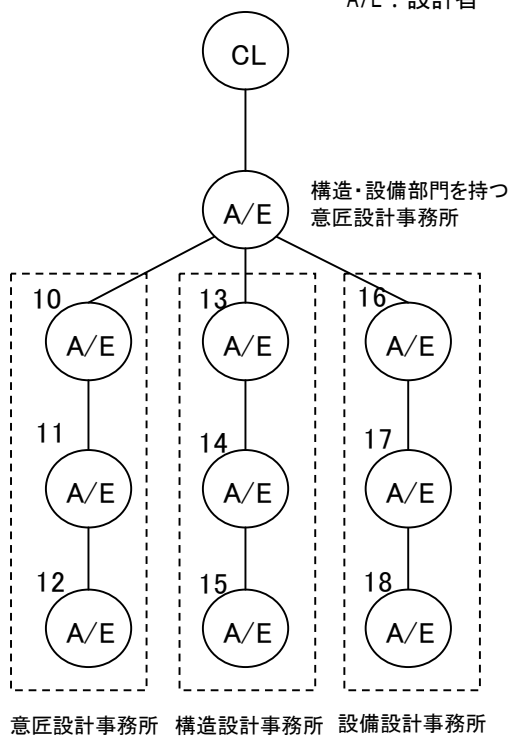 A/E：設計者
CL
A/E
構造・設備部門を持つ
意匠設計事務所
10
13
16
A/E
A/E
A/E
11
14
17
A/E
A/E
A/E
12
15
18
A/E
A/E
A/E
意匠設計事務所
構造設計事務所
設備設計事務所